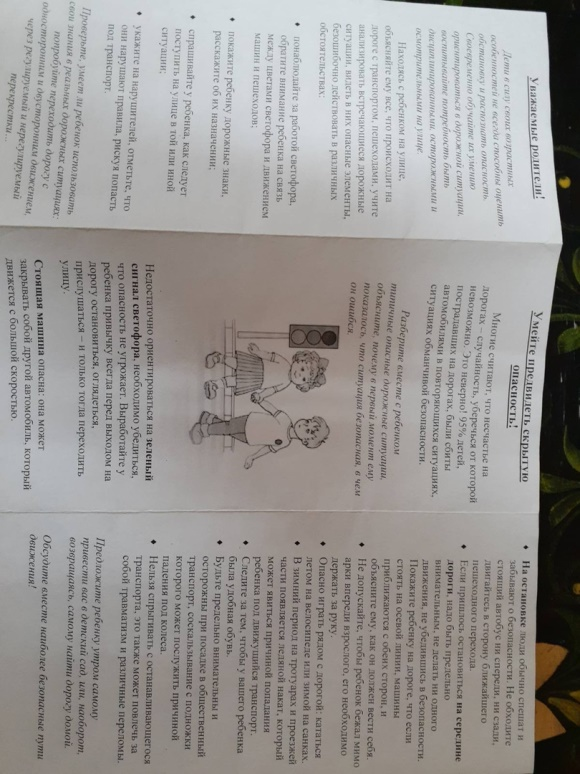 Уважаемые родители!
Дети в силу своих возрастных
особенностей не всегда способны оценить
обстановку и распознать опасность.
Своевременно обучайте их умению
ориентироваться в дорожной ситуации,
воспитывайте потребность быть
дисциплинированными, осторожными и
осмотрительными на улице.
Находясь с ребенком на улице,
объясняйте ему все, что происходит на
дороге с транспортом, пешеходами, учите
анализировать встречающиеся дорожные
ситуации, видеть в них опасные элементы,
безошибочно действовать в различных
обстоятельствах.
• понаблюдайте за работой светофора,
обратите внимание ребенка на связь
между цветами светофора и движением
машин и пешеходов;
• покажите ребенку дорожные знаки,
расскажите об их назначении;
• спрашивайте у ребенка, как следует
поступить на улице в той или иной
ситуации;
• укажите на нарушителей, отметьте, что
они нарушают правила, рискуя попасть
под транспорт.
Проверьте, умеет ли ребенок использовать
свои знания в реальных дорожных ситуациях:
попробуйте переходить дорогу с
односторонним и двусторонним движением,
через регулируемый и нерегулируемый
перекрестки...
Умейте предвидеть скрытую
опасность!
Многие считают, что несчастье на
дорогах – случайность, уберечься от которой
невозможно. Это неверно! 95% детей,
пострадавших на дорогах, были сбиты
автомобилями в повторяющихся ситуациях,
ситуациях обманчивой безопасности.
Разберите вместе с ребенком
типичные опасные дорожные ситуации,
объясните, почему в первый момент ему
показалось, что ситуация безопасна, в чем
он ошибся.
Недостаточно ориентироваться на зеленый
сигнал светофора, необходимо убедиться,
что опасность не угрожает. Выработайте у
ребенка привычку всегда перед выходом на
дорогу остановиться, оглядеться,
прислушаться – и только тогда переходить
улицу.
Стоящая машина опасна: она может
закрывать собой другой автомобиль, который
движется с большой скоростью.
• На остановке люди обычно спешат и
забывают о безопасности. Не обходите
стоящий автобус ни спереди, ни сзади,
двигайтесь в сторону ближайшего
пешеходного перехода.
• Если пришлось остановиться на середине
дороги, надо быть предельно
внимательным, не делать ни одного
движения, не убедившись в безопасности.
Покажите ребенку на дороге, что если
стоять на осевой линии, машины
приближаются с обеих сторон, и
объясните ему, как он должен вести себя.
• Не допускайте, чтобы ребенок бежал мимо
арки впереди взрослого, его необходимо
держать за руку.
• Опасно играть рядом с дорогой: кататься
летом на велосипеде или зимой на санках.
• В зимний период на тротуарах и проезжей
части появляется ледяной накат, который
может явиться причиной попадания
ребенка под движущийся транспорт.
• Следите за тем, чтобы у вашего ребенка
была удобная обувь.
• Будьте предельно внимательны и
осторожны при посадке в общественный
транспорт, соскальзывание с подножки
которого может послужить причиной
падения под колеса.
• Нельзя спрыгивать с останавливающегося
транспорта, это также может повлечь за
собой травматизм и различные переломы.
Предложите ребенку утром самому
привести вас в детский сад, или, наоборот,
возвращаясь, самому найти дорогу домой.
Обсудите вместе наиболее безопасные пути
движения!